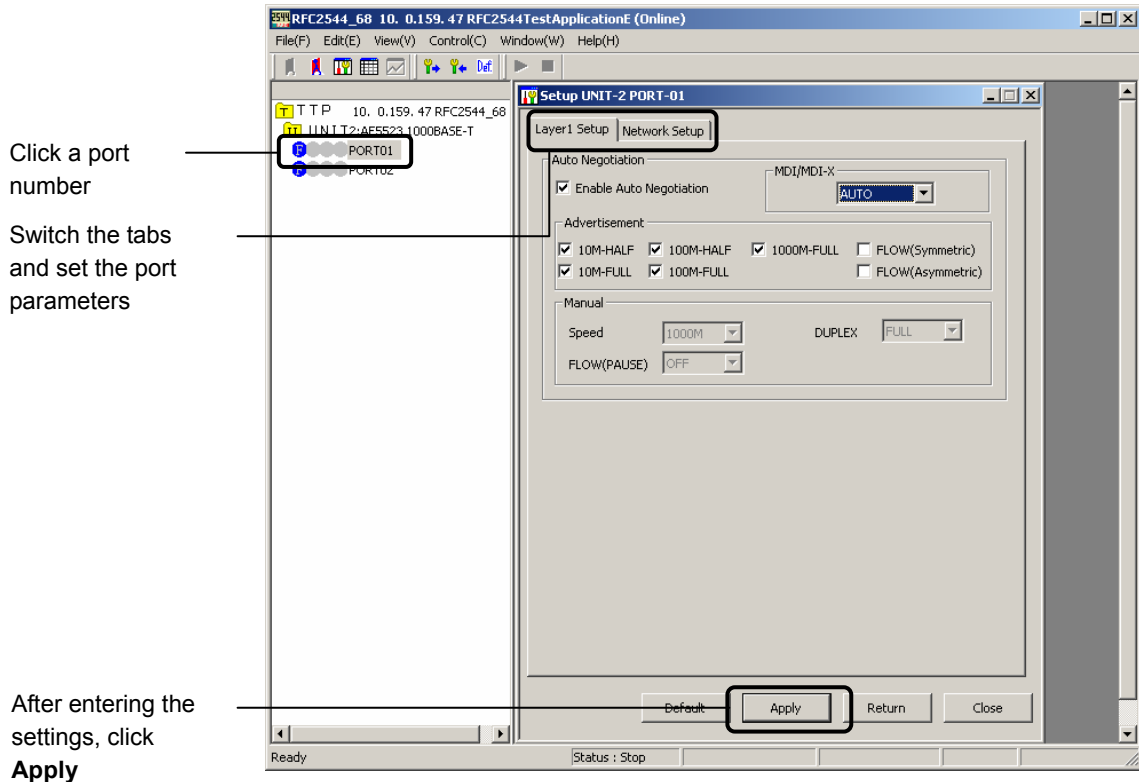 RFC2544_68 10. 0.159. 47 RFC2544TestApplicationE (Online)
File(F) Edit(E) View(V) Control(C) Window(W) Help(H)
Def.
T T T P 10. 0.159. 47 RFC2544_68
U N I T2:AE5523 1000BASE-T
F PORT01
F PORT02
Click a port
number
Switch the tabs
and set the port
parameters
After entering the
settings, click
Apply
Setup UNIT-2 PORT-01
Layer1 Setup Network Setup
Auto Negotiation
Enable Auto Negotiation
MDI/MDI-X
AUTO
Advertisement
10M-HALF 100M-HALF 1000M-FULL FLOW(Symmetric)
10M-FULL 100M-FULL FLOW(Asymmetric)
Manual
Speed 1000M DUPLEX FULL
FLOW(PAUSE) OFF
Default Apply Return Close
Ready Status : Stop